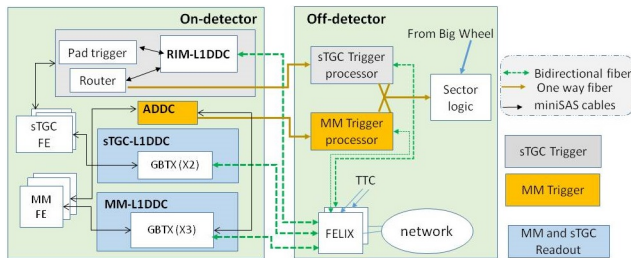 On-detector
Off-detector
Pad trigger
RIM-L1DDC
Router
sTGC
FE
ADDC
sTGC-L1DDC
GBTX (X2)
MM
FE
MM-L1DDC
GBTX (X3)
sTGC Trigger
processor
MM Trigger
processor
From Big Wheel
Sector
logic
TTC
FELIX
network
Bidirectional fiber
One way fiber
miniSAS cables
sTGC Trigger
MM Trigger
MM and sTGC
Readout